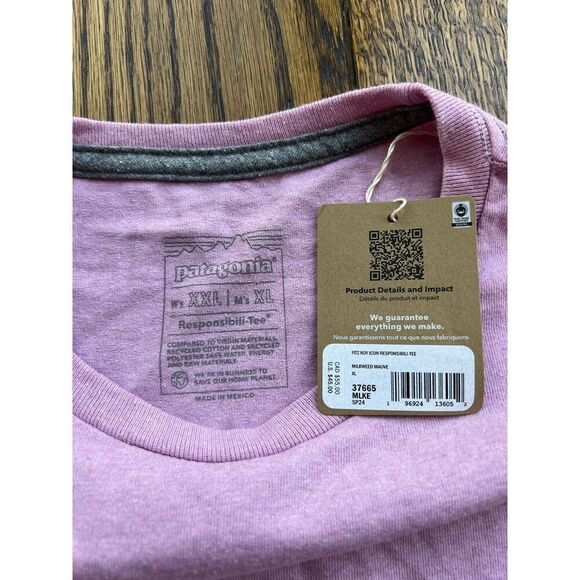 patagonia®
W's XXL | M's XL
Responsibili-Tee®
COMPARED TO VIRGIN MATERIALS,
RECYCLED COTTON AND RECYCLED
POLYESTER SAVE WATER, ENERGY
AND RAW MATERIALS.
WE'RE IN BUSINESS TO
SAVE OUR HOME PLANET.
MADE IN MEXICO
Product Details and Impact
Détails du produit et impact
We guarantee
everything we make.
Nous garantissons tout ce que nous fabriquons.
FITZ ROY ICON RESPONSIBILI-TEE
MILKWEED MAUVE
XL
CAD $55.00
U.S. $45.00
37665
MLKE
SP24
1 96924 13605 2